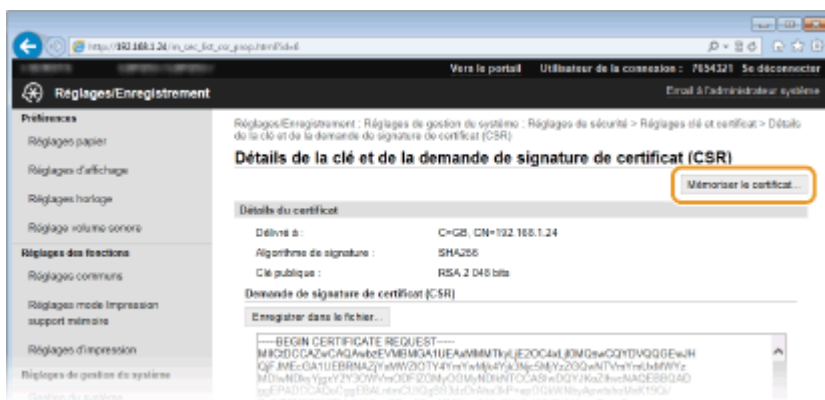 Vers le portail Utilisateur de la connexion : 7654321 Se déconnecter
Réglages/Enregistrement
Email à l'administrateur système
Préférences
Réglages papier
Réglages d'affichage
Réglages horloge
Réglage volume sonore
Réglages des fonctions
Réglages communs
Réglages mode Impression
support mémoire
Réglages d'impression
Réglages de gestion du système
Gestion du système
Réglages/Enregistrement : Réglages de gestion du système : Réglages de sécurité > Réglages clé et certificat > Détails
de la clé et de la demande de signature de certificat (CSR)
Détails de la clé et de la demande de signature de certificat (CSR)
Mémoriser le certificat...
Détails du certificat
Délivré à : C=GB, CN=192.168.1.24
Algorithme de signature : SHA256
Clé publique : RSA 2 048 bits
Demande de signature de certificat (CSR)
Enregistrer dans le fichier...
-----BEGIN CERTIFICATE REQUEST-----